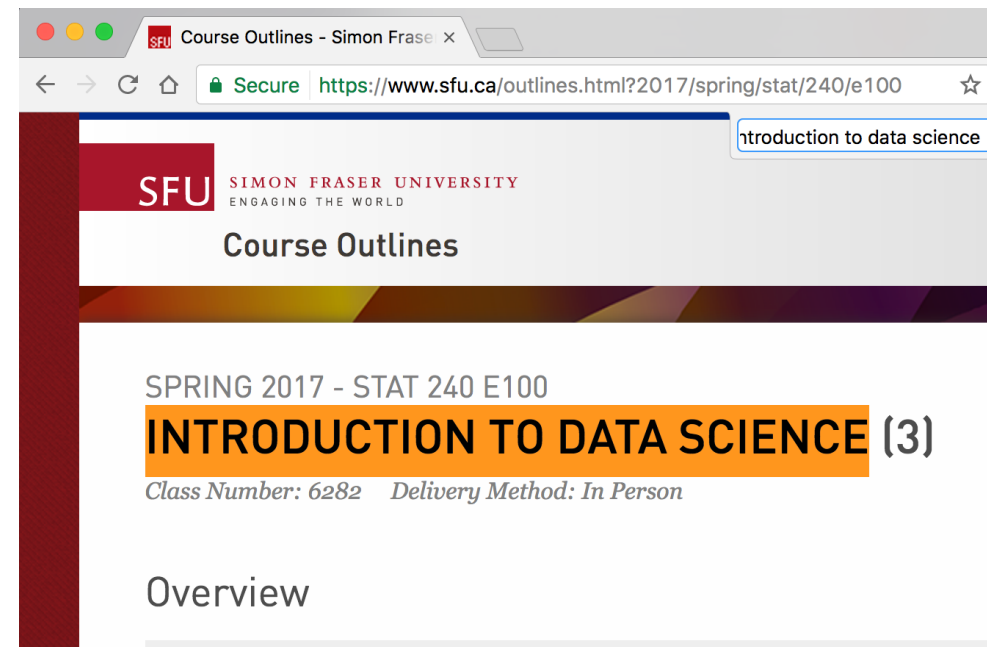 SFU Course Outlines - Simon Frase
Secure https://www.sfu.ca/outlines.html?2017/spring/stat/240/e100
ntroduction to data science
SFU SIMON FRASER UNIVERSITY
ENGAGING THE WORLD
Course Outlines
SPRING 2017 - STAT 240 E100
INTRODUCTION TO DATA SCIENCE (3)
Class Number: 6282 Delivery Method: In Person
Overview